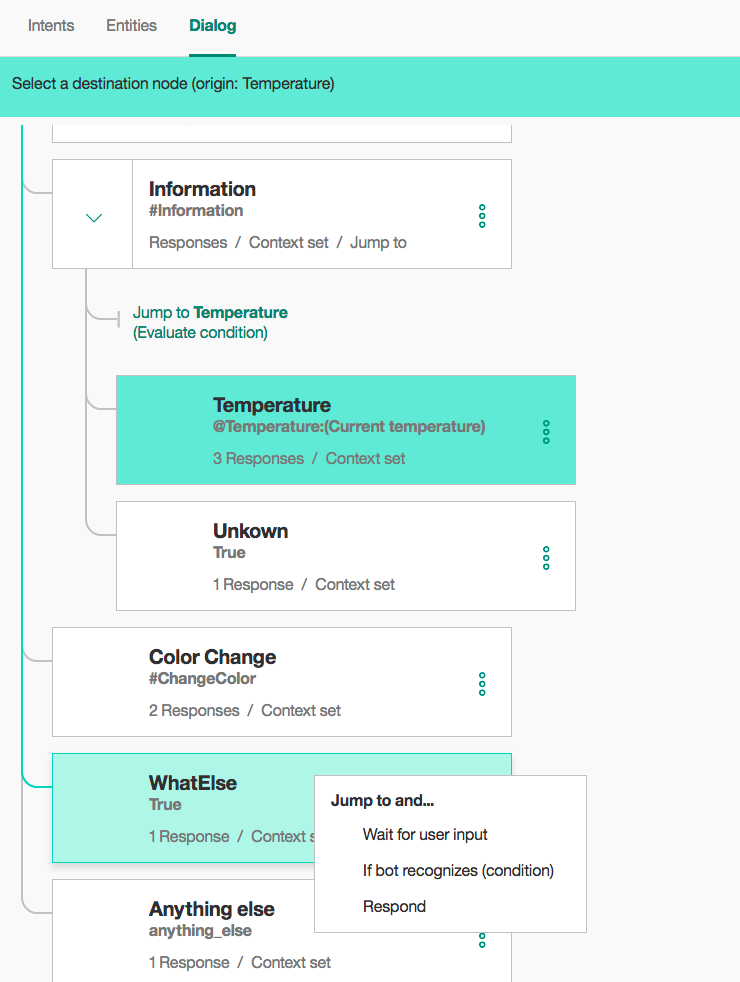 Intents Entities Dialog
Select a destination node (origin: Temperature)
Information
#Information
Responses / Context set / Jump to
Jump to Temperature
(Evaluate condition)
Temperature
@Temperature:(Current temperature)
3 Responses / Context set
Unkown
True
1 Response / Context set
Color Change
#ChangeColor
2 Responses / Context set
WhatElse
True
1 Response / Context s
Jump to and...
Wait for user input
If bot recognizes (condition)
Respond
Anything else
anything_else
1 Response / Context set